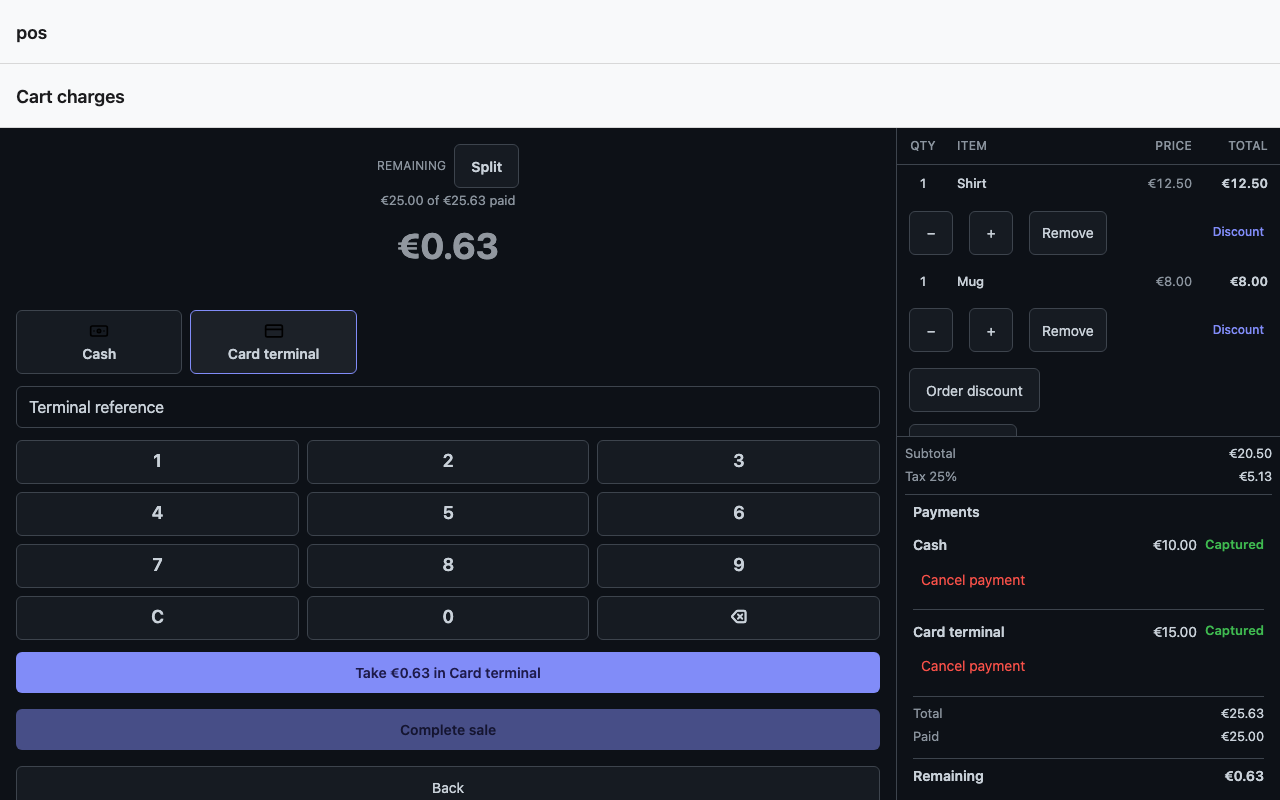 pos
Cart charges
REMAINING Split
€25.00 of €25.63 paid
€0.63
Cash
Card terminal
Terminal reference
1 2 3
4 5 6
7 8 9
C 0
Take €0.63 in Card terminal
Complete sale
Back
QTY ITEM PRICE TOTAL
1 Shirt €12.50 €12.50
− + Remove Discount
1 Mug €8.00 €8.00
− + Remove Discount
Order discount
Subtotal €20.50
Tax 25% €5.13
Payments
Cash €10.00 Captured
Cancel payment
Card terminal €15.00 Captured
Cancel payment
Total €25.63
Paid €25.00
Remaining €0.63